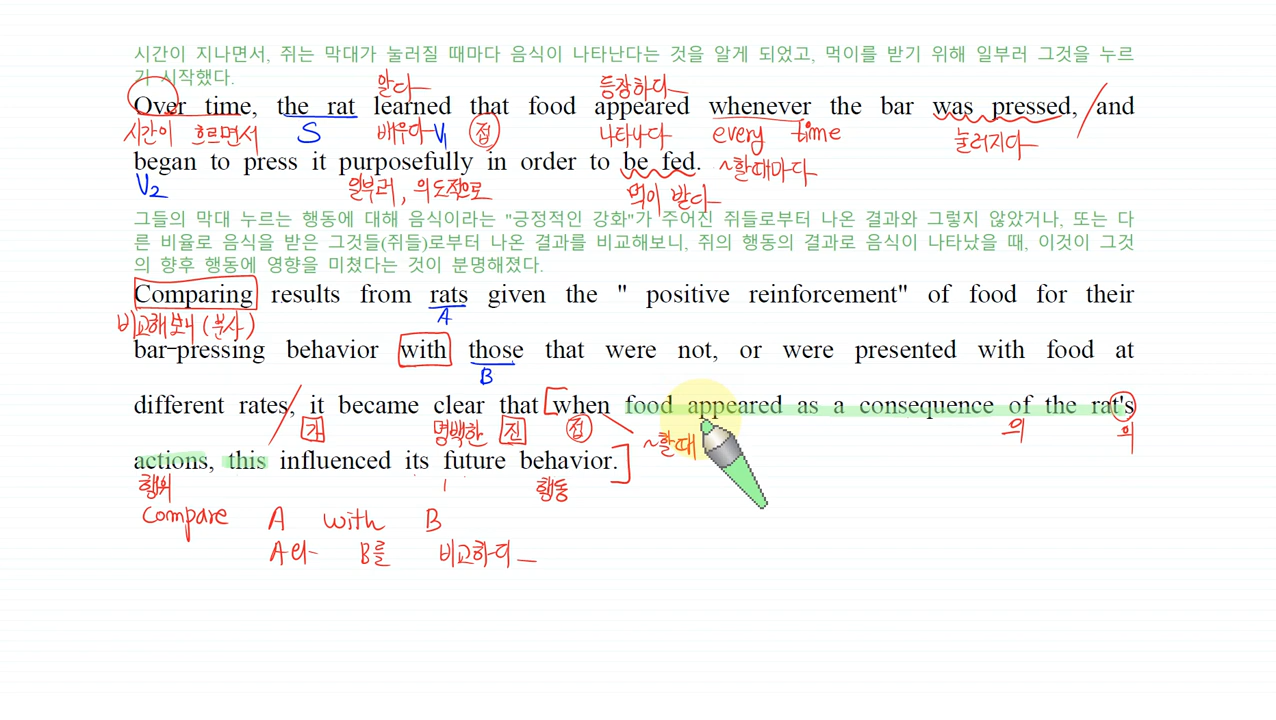 시간이 지나면서, 쥐는 막대가 눌러질 때마다 음식이 나타난다는 것을 알게 되었고, 먹이를 받기 위해 일부러 그것을 누르
기 시작했다.
알다 등장하다
Over time, the rat learned that food appeared whenever the bar was pressed, and
시간이 흐르면서 S 배우다 V1 접 나타나다 every time 눌러지다
began to press it purposefully in order to be fed. ~할때마다
V2 일부러, 의도적으로 먹이 받다
그들의 막대 누르는 행동에 대해 음식이라는 "긍정적인 강화"가 주어진 쥐들로부터 나온 결과와 그렇지 않았거나, 또는 다
른 비율로 음식을 받은 그것들(쥐들)로부터 나온 결과를 비교해보니, 쥐의 행동의 결과로 음식이 나타났을 때, 이것이 그것
의 향후 행동에 영향을 미쳤다는 것이 분명해졌다.
Comparing results from rats given the " positive reinforcement" of food for their
비교해보니 (분사) A
bar-pressing behavior with those that were not, or were presented with food at
B
different rates, it became clear that when food appeared as a consequence of the rat's
가 명백한 진 접 ~할때 의 의
actions, this influenced its future behavior.
행위 행동
compare A with B
A와 B를 비교하다